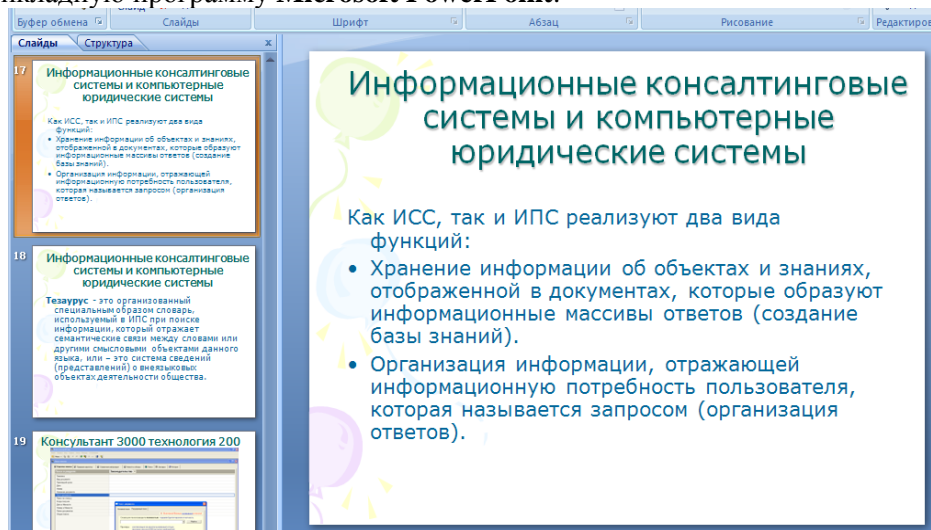 кладную программу Microsoft PowerPoint.
Буфер обмена
Слайды
Шрифт
Абзац
Рисование
Редактиров
Слайды
Структура
x
17
Информационные консалтинговые
системы и компьютерные
юридические системы
Как ИСС, так и ИПС реализуют два вида
функций:
• Хранение информации об объектах и знаниях,
отображенной в документах, которые образуют
информационные массивы ответов (создание
базы знаний).
• Организация информации, отражающей
информационную потребность пользователя,
которая называется запросом (организация
ответов).
18
Информационные консалтинговые
системы и компьютерные
юридические системы
Тезаурус - это организованный
специальным образом словарь,
используемый в ИПС при поиске
информации, который отражает
семантические связи между словами или
другими смысловыми объектами данного
языка, или – это система сведений
(представлений) о внеязыковых
объектах деятельности общества.
19
Консультант 3000 технология 200
Информационные консалтинговые
системы и компьютерные
юридические системы
Как ИСС, так и ИПС реализуют два вида
функций:
• Хранение информации об объектах и знаниях,
отображенной в документах, которые образуют
информационные массивы ответов (создание
базы знаний).
• Организация информации, отражающей
информационную потребность пользователя,
которая называется запросом (организация
ответов).